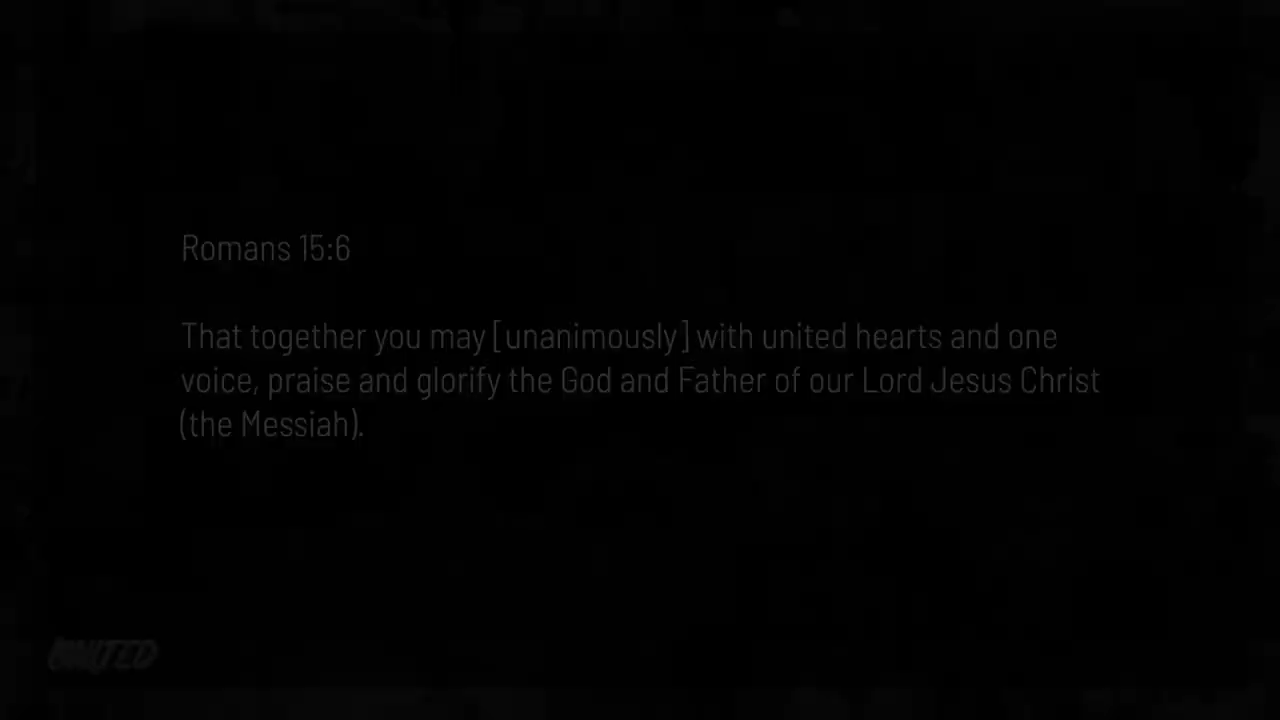 Romans 15:6
That together you may [unanimously] with united hearts and one
voice, praise and glorify the God and Father of our Lord Jesus Christ
(the Messiah).
UNITED